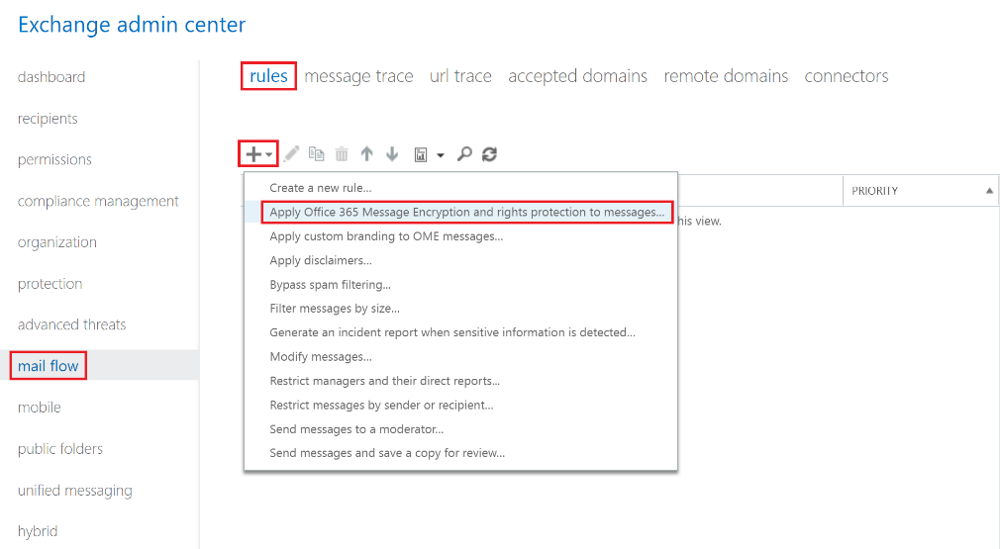 Exchange admin center
dashboard
recipients
permissions
compliance management
organization
protection
advanced threats
mail flow
mobile
public folders
unified messaging
hybrid
rules message trace url trace accepted domains remote domains connectors
PRIORITY
his view.
Create a new rule...
Apply Office 365 Message Encryption and rights protection to messages...
Apply custom branding to OME messages...
Apply disclaimers...
Bypass spam filtering...
Filter messages by size...
Generate an incident report when sensitive information is detected...
Modify messages...
Restrict managers and their direct reports...
Restrict messages by sender or recipient...
Send messages to a moderator...
Send messages and save a copy for review...